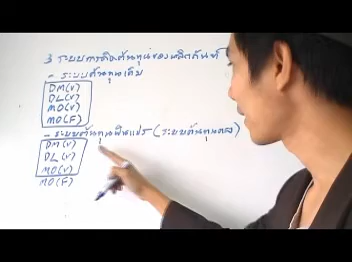 3 ระบบการคิดต้นทุนของผลิตภัณฑ์
- ระบบต้นทุนเต็ม
DM(V)
DL(V)
MO(V)
MO(F)
- ระบบต้นทุนผันแปร (ระบบต้นทุนตรง)
DM(V)
DL(V)
MO(V)
MO(F)